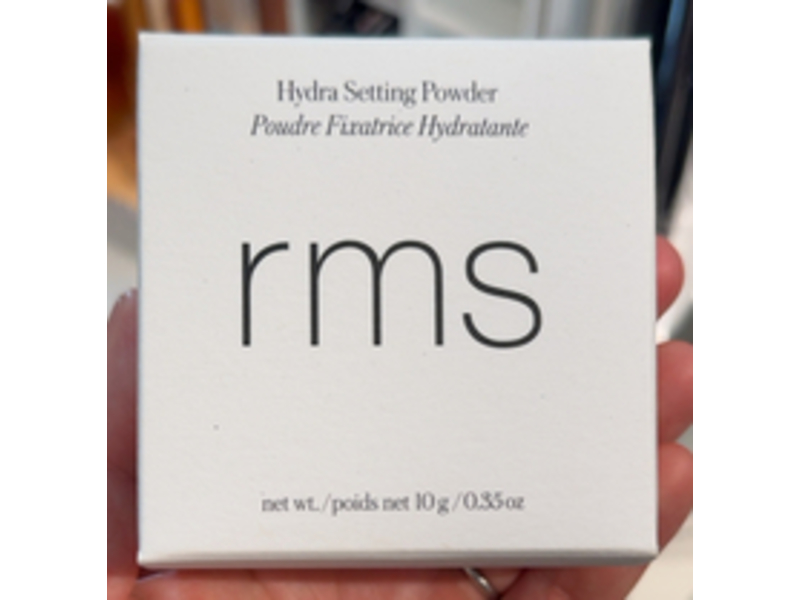 Hydra Setting Powder
Poudre Fixatrice Hydratante
rms
net wt./poids net 10 g / 0.35 oz